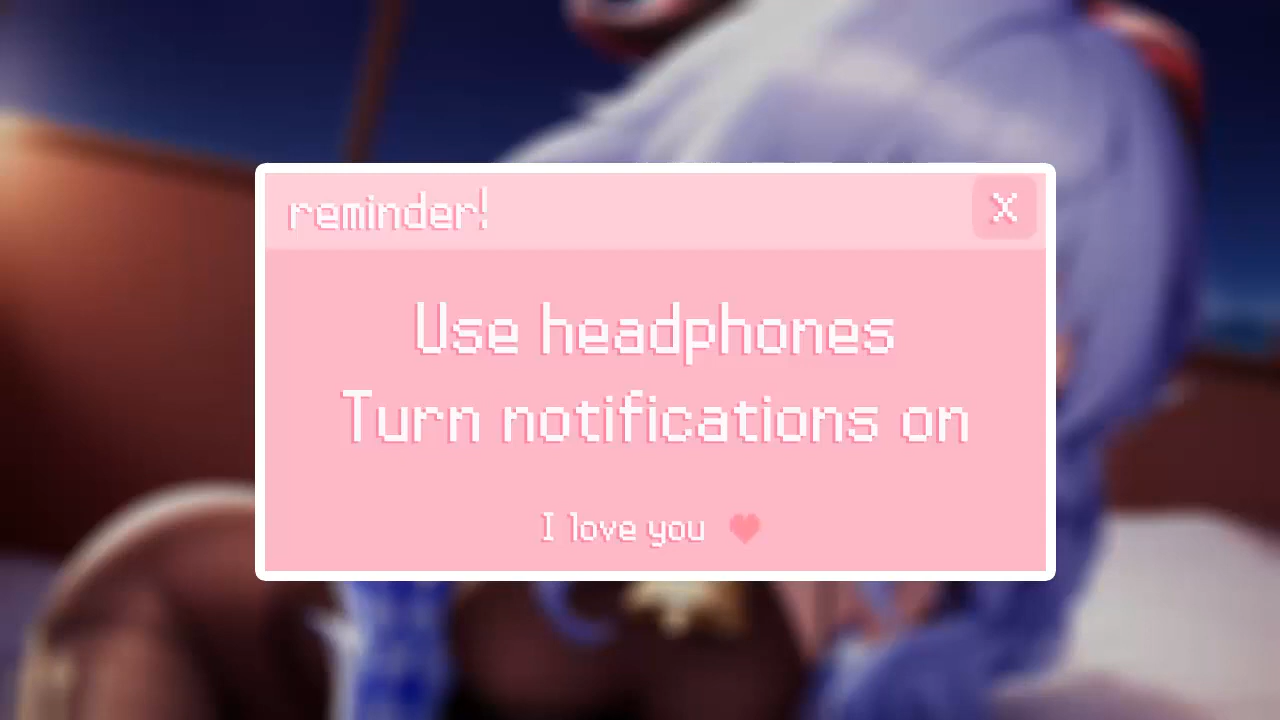 reminder!
X
Use headphones
Turn notifications on
I love you